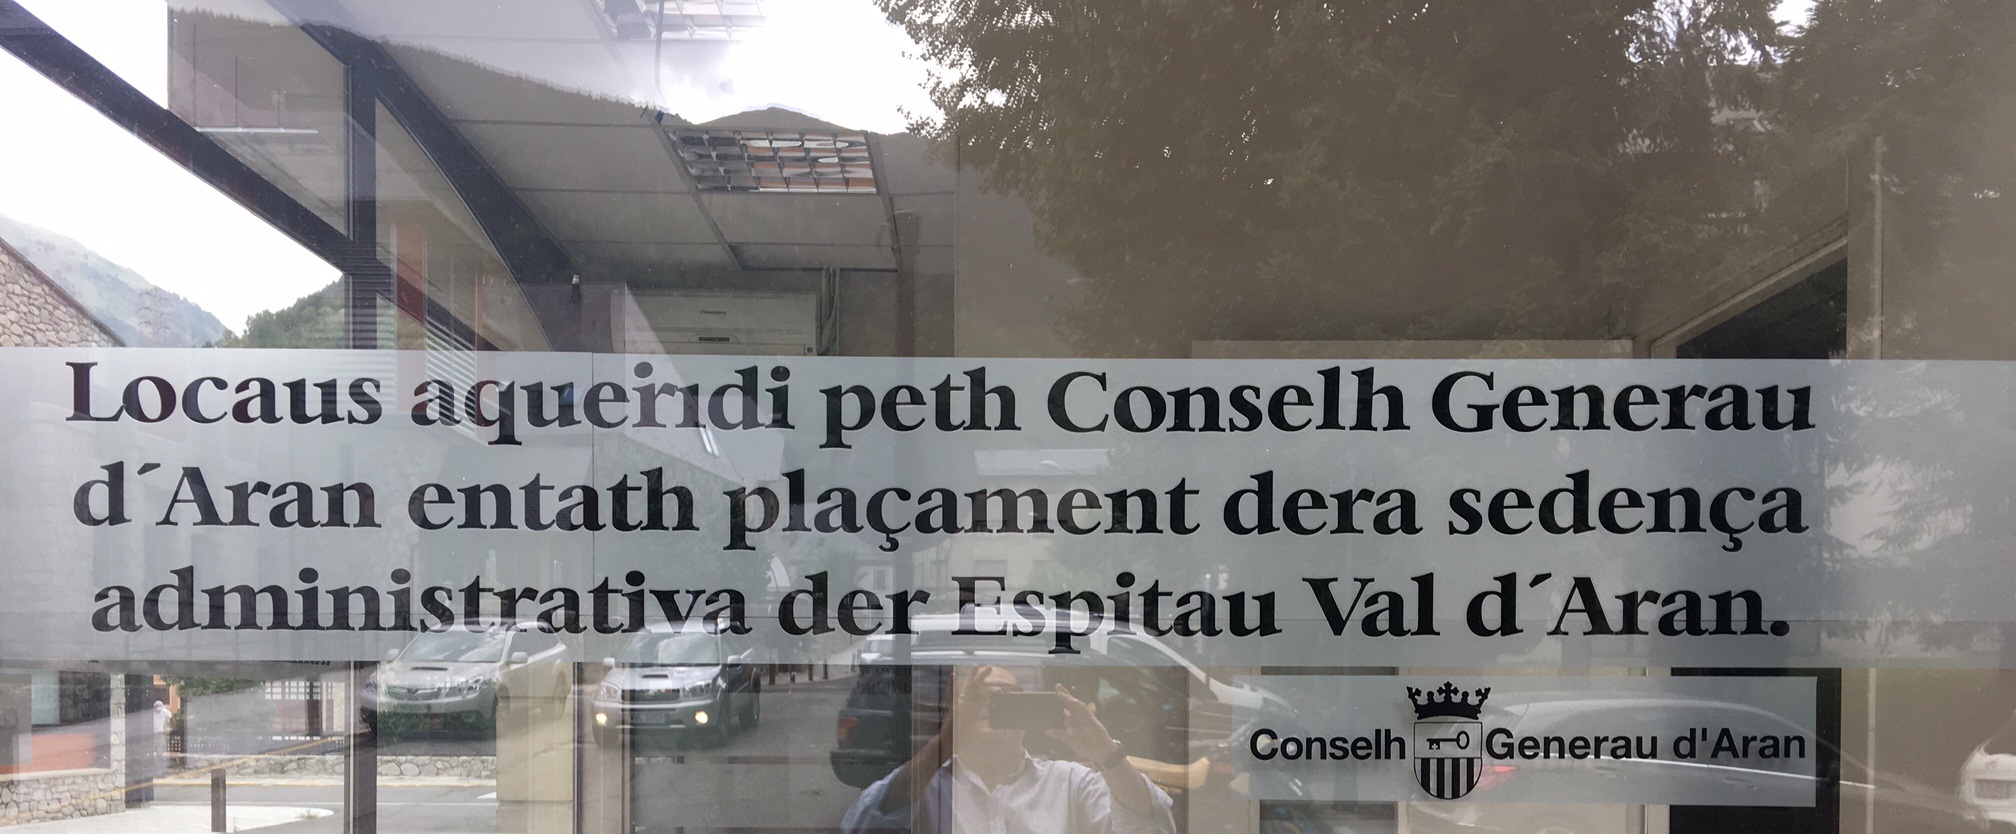 Locaus aqueridi peth Conselh Generau
d´Aran entath plaçament dera sedença
administrativa der Espitau Val d´Aran.
Conselh Generau d'Aran